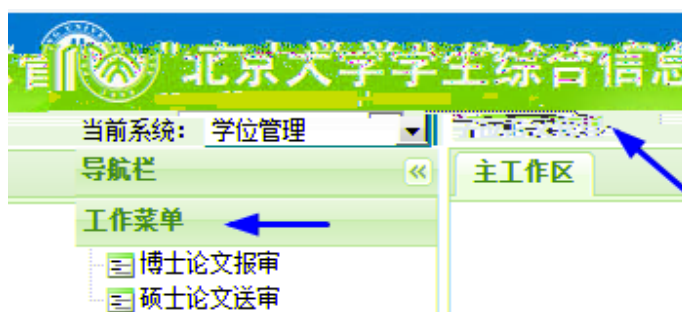 北京大学学生综合信息
当前系统： 学位管理
导航栏
主工作区
工作菜单
博士论文报审
硕士论文送审